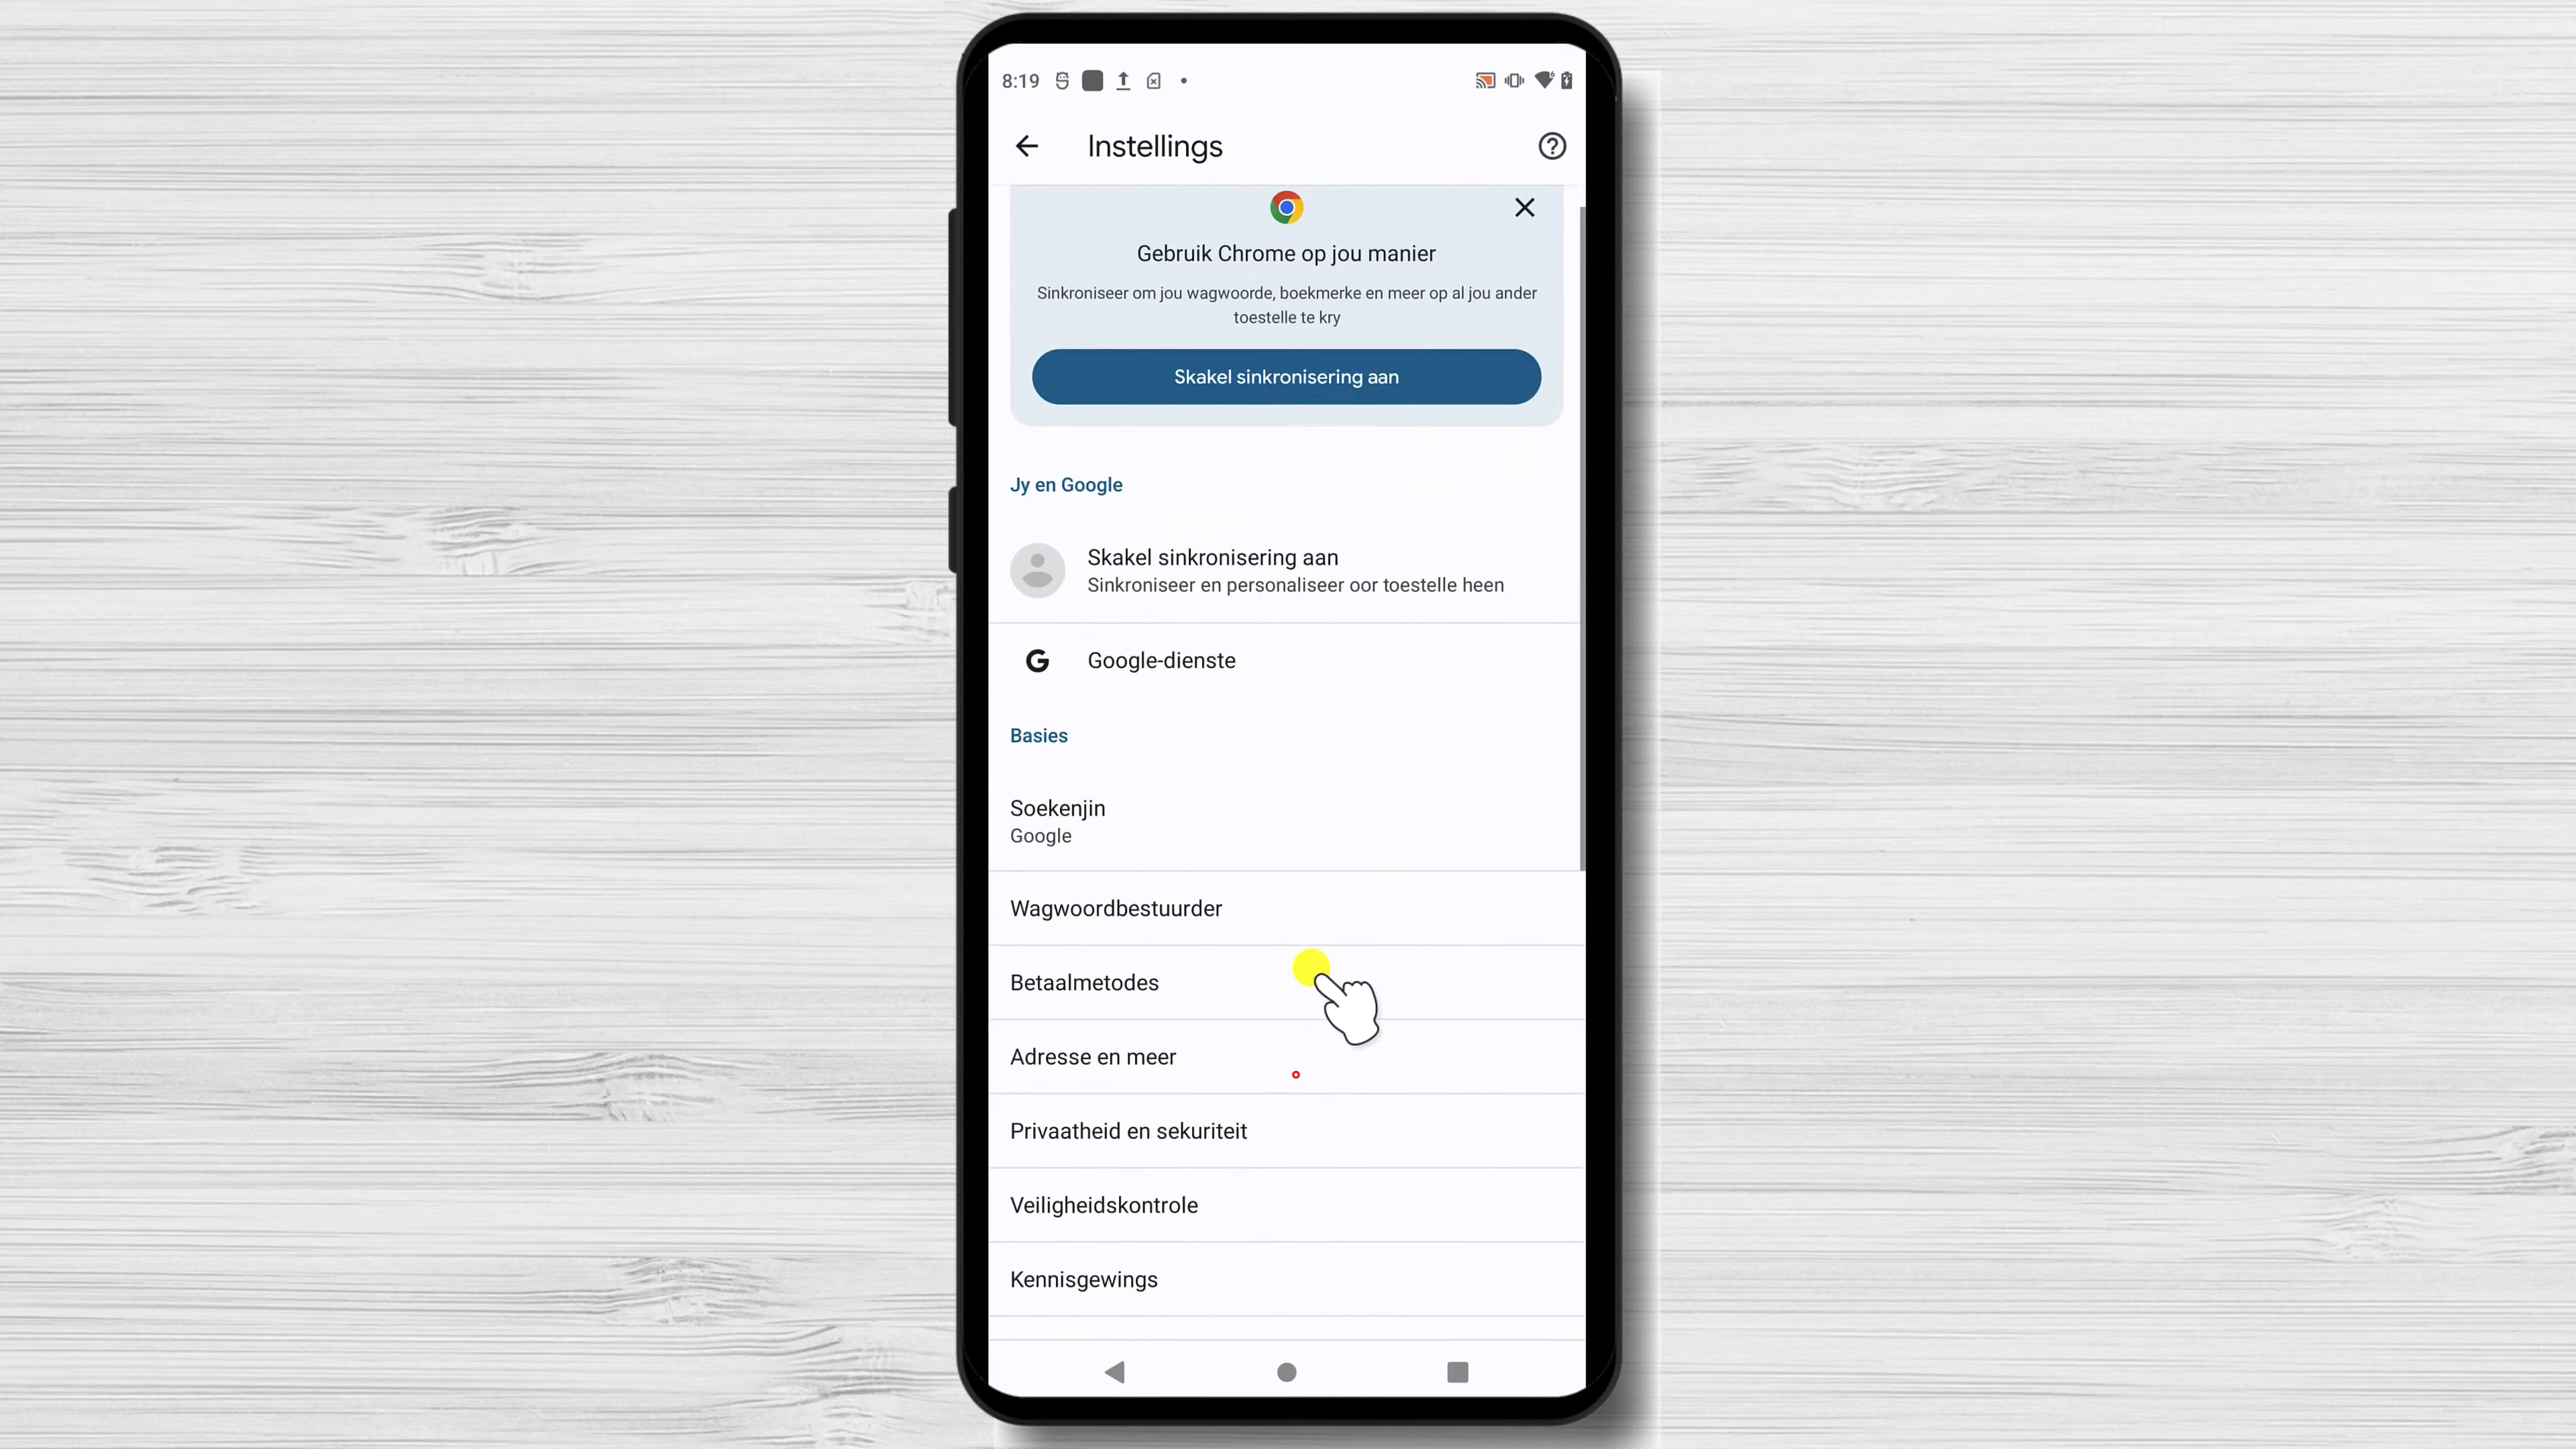 8:19
Instellings
Gebruik Chrome op jou manier
Sinkroniseer om jou wagwoorde, boekmerke en meer op al jou ander
toestelle te kry
Skakel sinkronisering aan
Jy en Google
Skakel sinkronisering aan
Sinkroniseer en personaliseer oor toestelle heen
Google-dienste
Basies
Soekenjin
Google
Wagwoordbestuurder
Betaalmetodes
Adresse en meer
Privaatheid en sekuriteit
Veiligheidskontrole
Kennisgewings